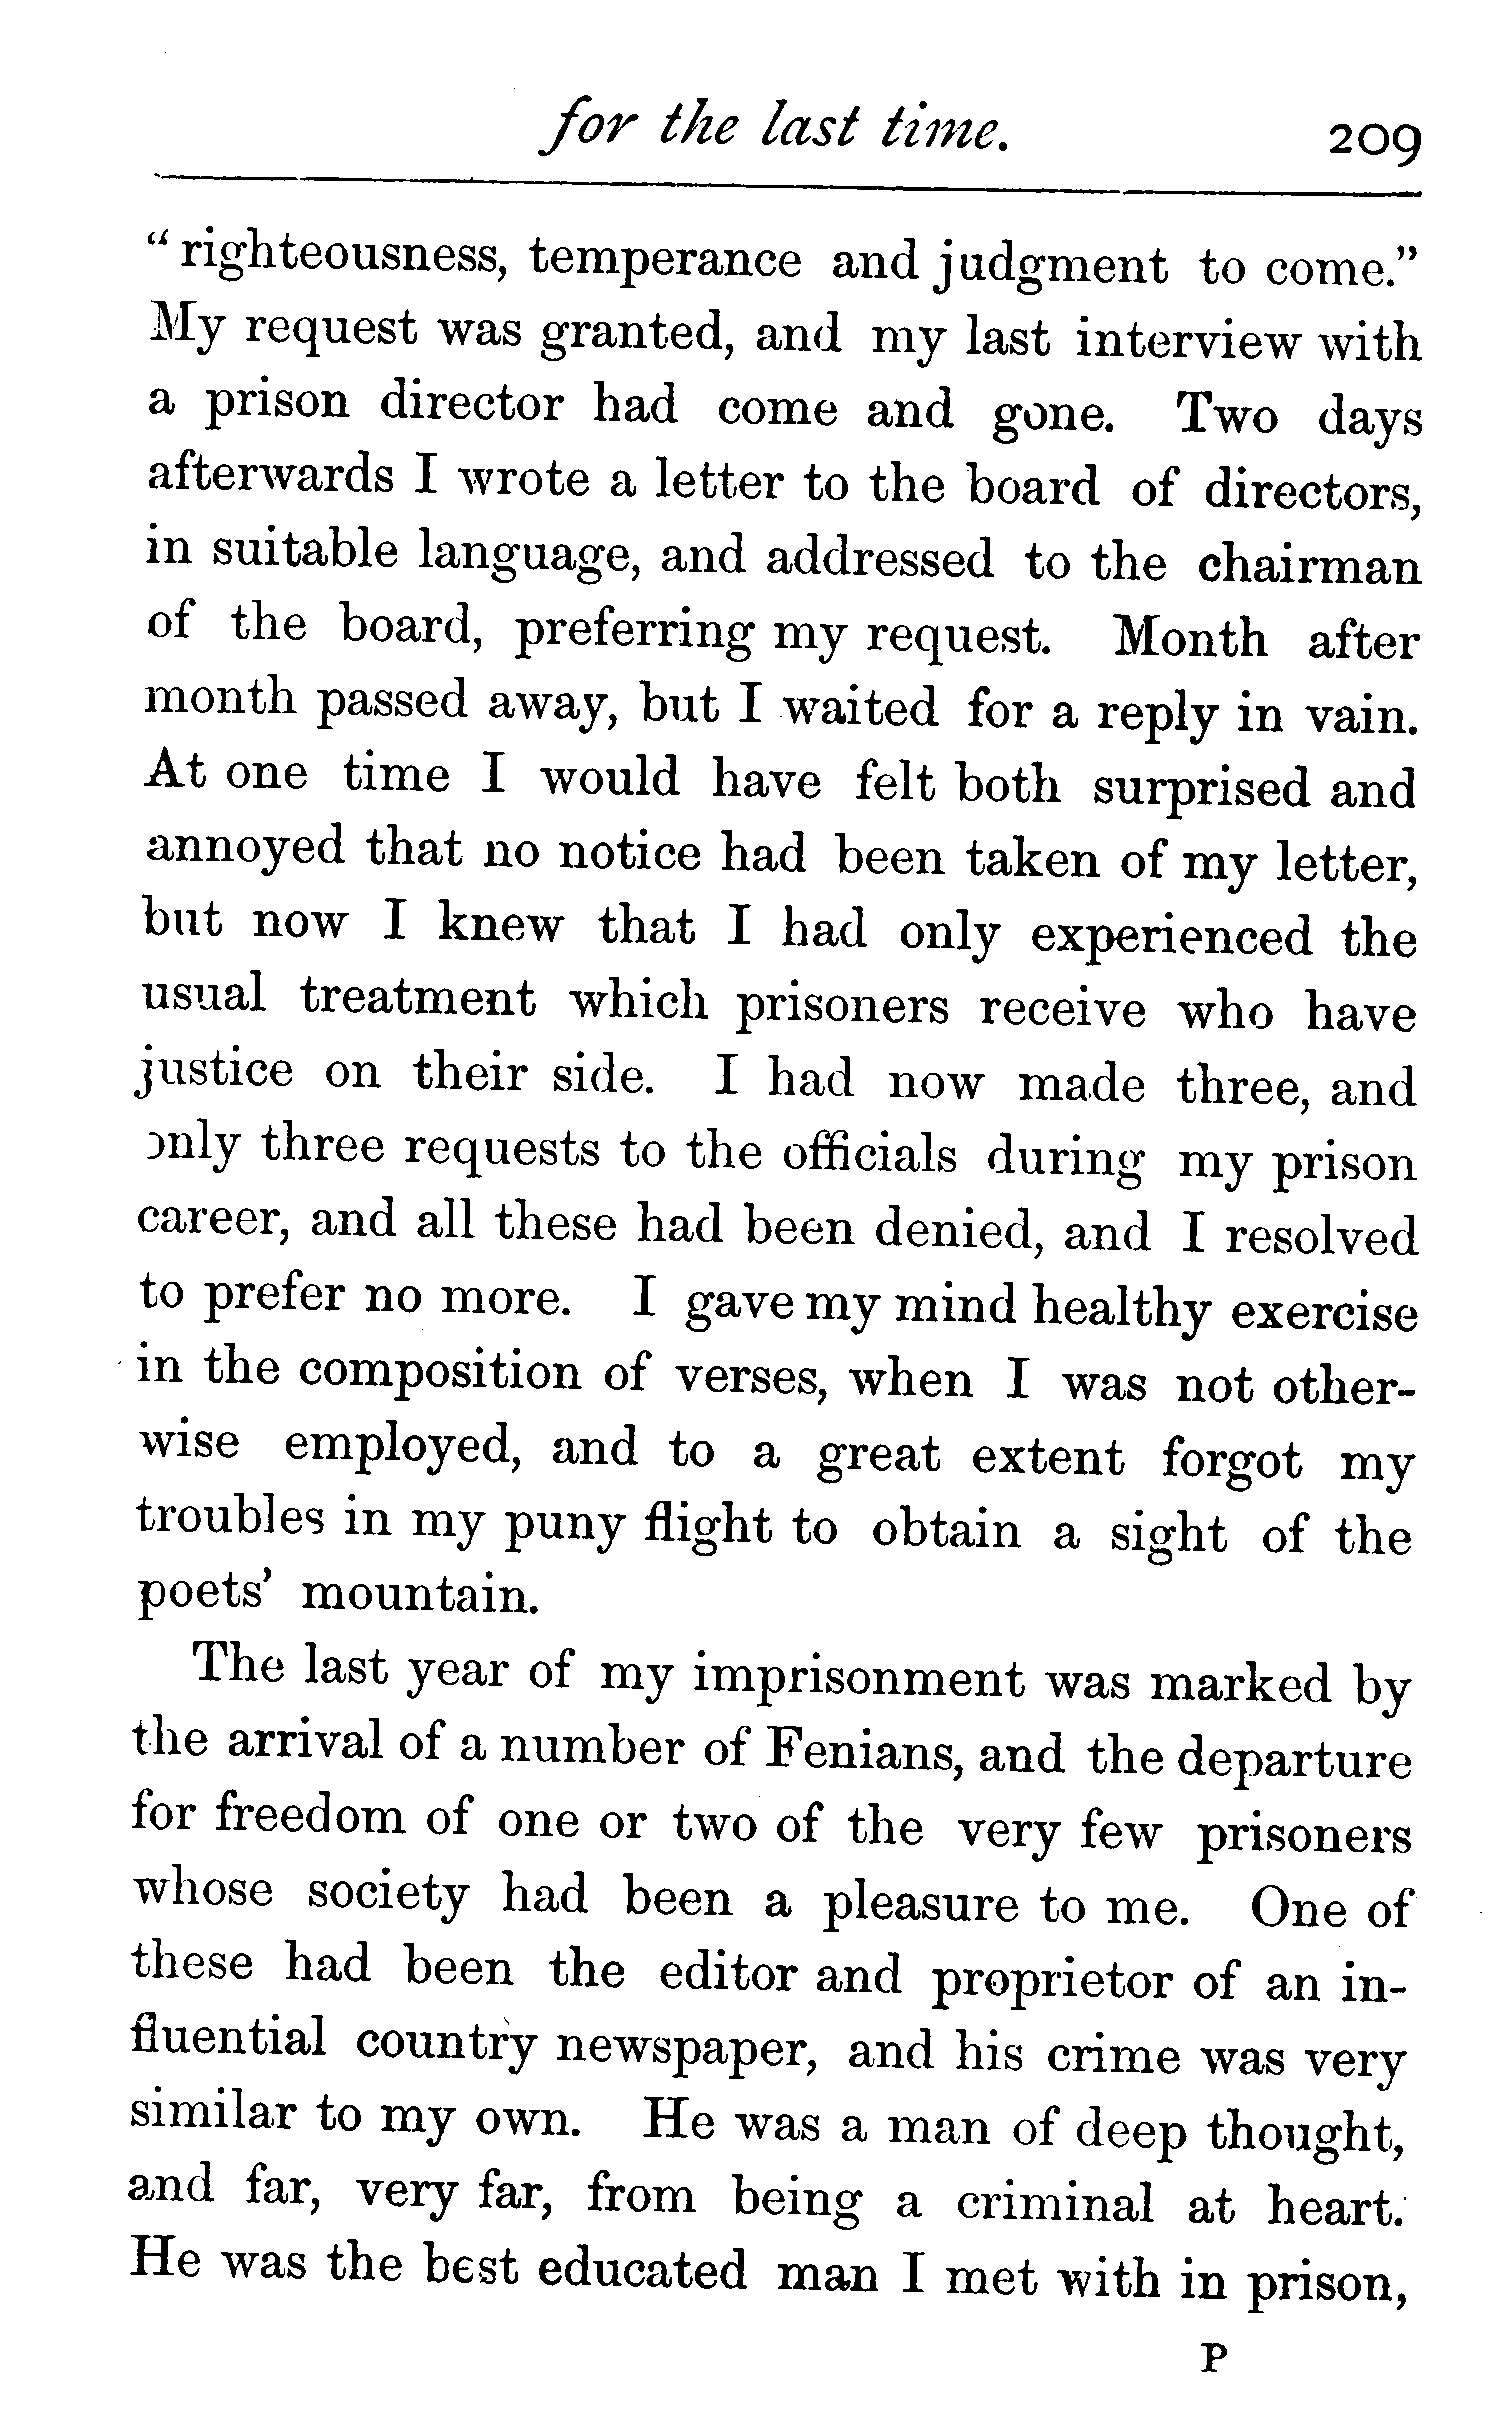 for the last time. 209
“ righteousness, temperance and judgment to come.”
My request was granted, and my last interview with
a prison director had come and gone. Two days
afterwards I wrote a letter to the board of directors,
in suitable language, and addressed to the chairman
of the board, preferring my request. Month after
month passed away, but I waited for a reply in vain.
At one time I would have felt both surprised and
annoyed that no notice had been taken of my letter,
but now I knew that I had only experienced the
usual treatment which prisoners receive who have
justice on their side. I had now made three, and
only three requests to the officials during my prison
career, and all these had been denied, and I resolved
to prefer no more. I gave my mind healthy exercise
in the composition of verses, when I was not other-
wise employed, and to a great extent forgot my
troubles in my puny flight to obtain a sight of the
poets’ mountain.
The last year of my imprisonment was marked by
the arrival of a number of Fenians, and the departure
for freedom of one or two of the very few prisoners
whose society had been a pleasure to me. One of
these had been the editor and proprietor of an in-
fluential country newspaper, and his crime was very
similar to my own. He was a man of deep thought,
and far, very far, from being a criminal at heart.
He was the best educated man I met with in prison,
P